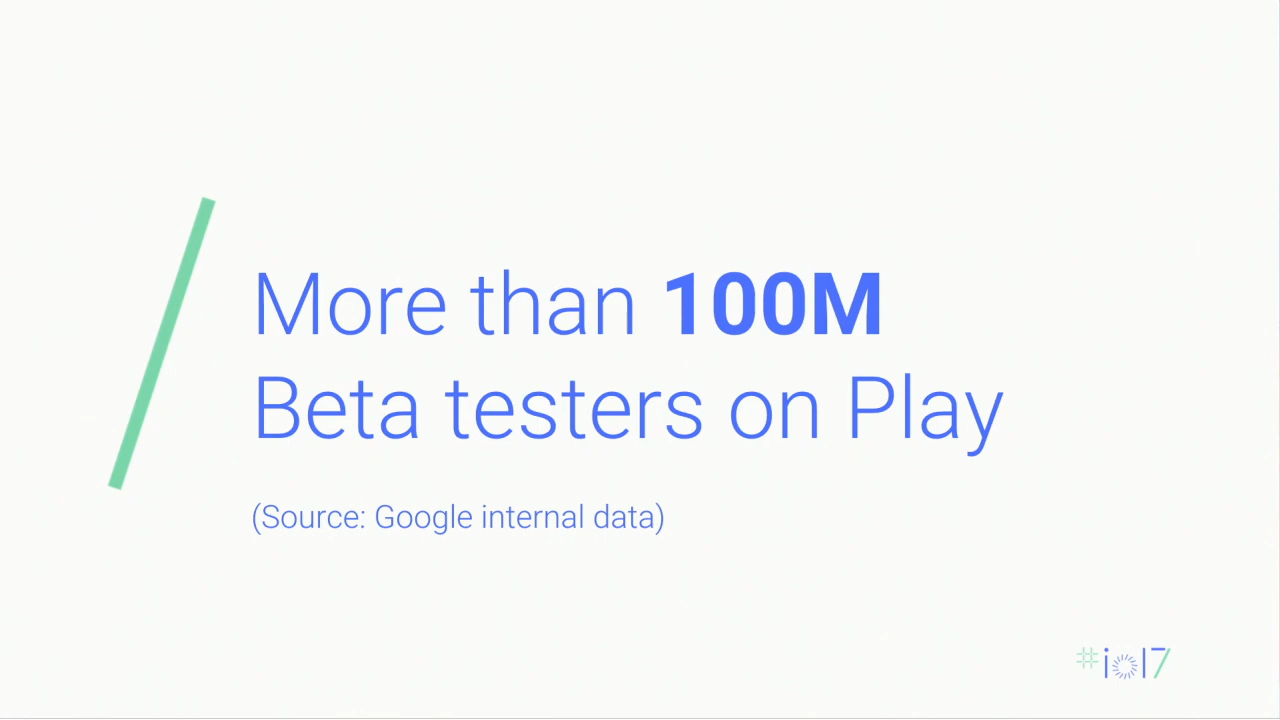 More than 100M
Beta testers on Play
(Source: Google internal data)
#io17